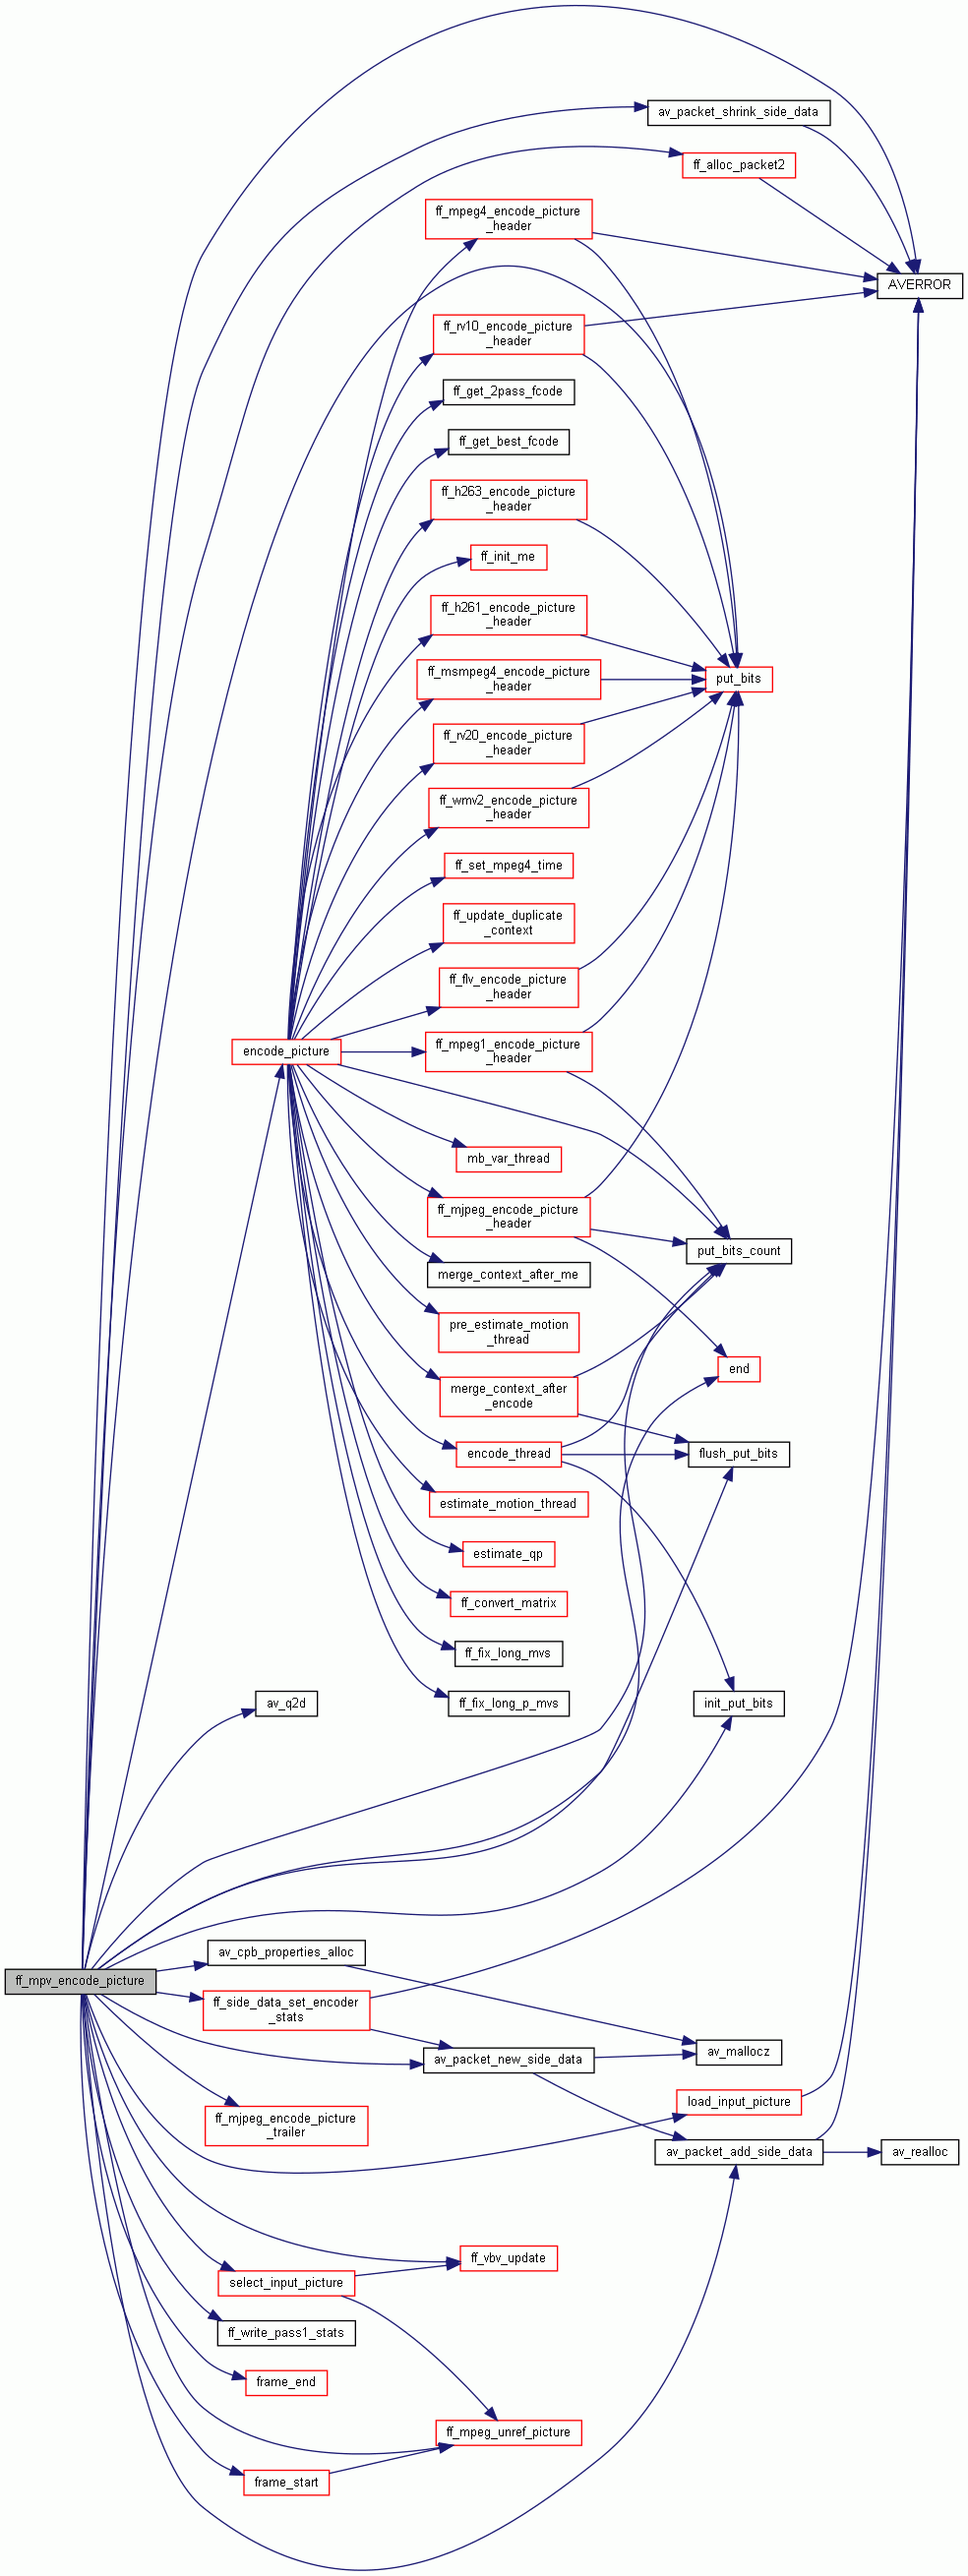 av_packet_shrink_side_data
ff_alloc_packet2
ff_mpeg4_encode_picture
_header
AVERROR
ff_rv10_encode_picture
_header
ff_get_2pass_fcode
ff_get_best_fcode
ff_h263_encode_picture
_header
ff_init_me
ff_h261_encode_picture
_header
ff_msmpeg4_encode_picture
_header
put_bits
ff_rv20_encode_picture
_header
ff_wmv2_encode_picture
_header
ff_set_mpeg4_time
ff_update_duplicate
_context
ff_flv_encode_picture
_header
encode_picture
ff_mpeg1_encode_picture
_header
mb_var_thread
ff_mjpeg_encode_picture
_header
put_bits_count
merge_context_after_me
pre_estimate_motion
_thread
end
merge_context_after
_encode
encode_thread
flush_put_bits
estimate_motion_thread
estimate_qp
ff_convert_matrix
ff_fix_long_mvs
av_q2d
ff_fix_long_p_mvs
init_put_bits
av_cpb_properties_alloc
ff_mpv_encode_picture
ff_side_data_set_encoder
_stats
av_packet_new_side_data
av_mallocz
load_input_picture
ff_mjpeg_encode_picture
_trailer
av_packet_add_side_data
av_realloc
ff_vbv_update
select_input_picture
ff_write_pass1_stats
frame_end
ff_mpeg_unref_picture
frame_start